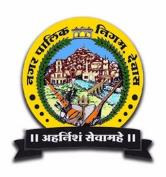 नगर पालिक निगम, देवास
॥ अहर्निशं सेवामहे ॥